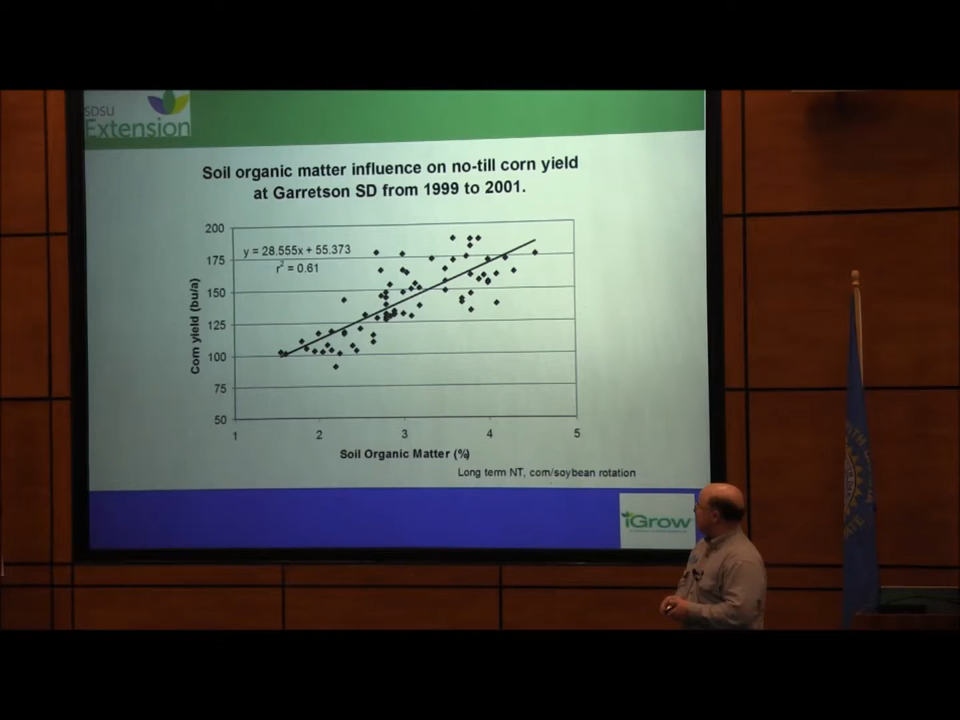 SDSU
Extension
Soil organic matter influence on no-till corn yield
at Garretson SD from 1999 to 2001.
200
175
150
125
100
75
50
Corn yield (bu/a)
y = 28.555x + 55.373
r² = 0.61
1 2 3 4 5
Soil Organic Matter (%)
Long term NT, corn/soybean rotation
iGrow